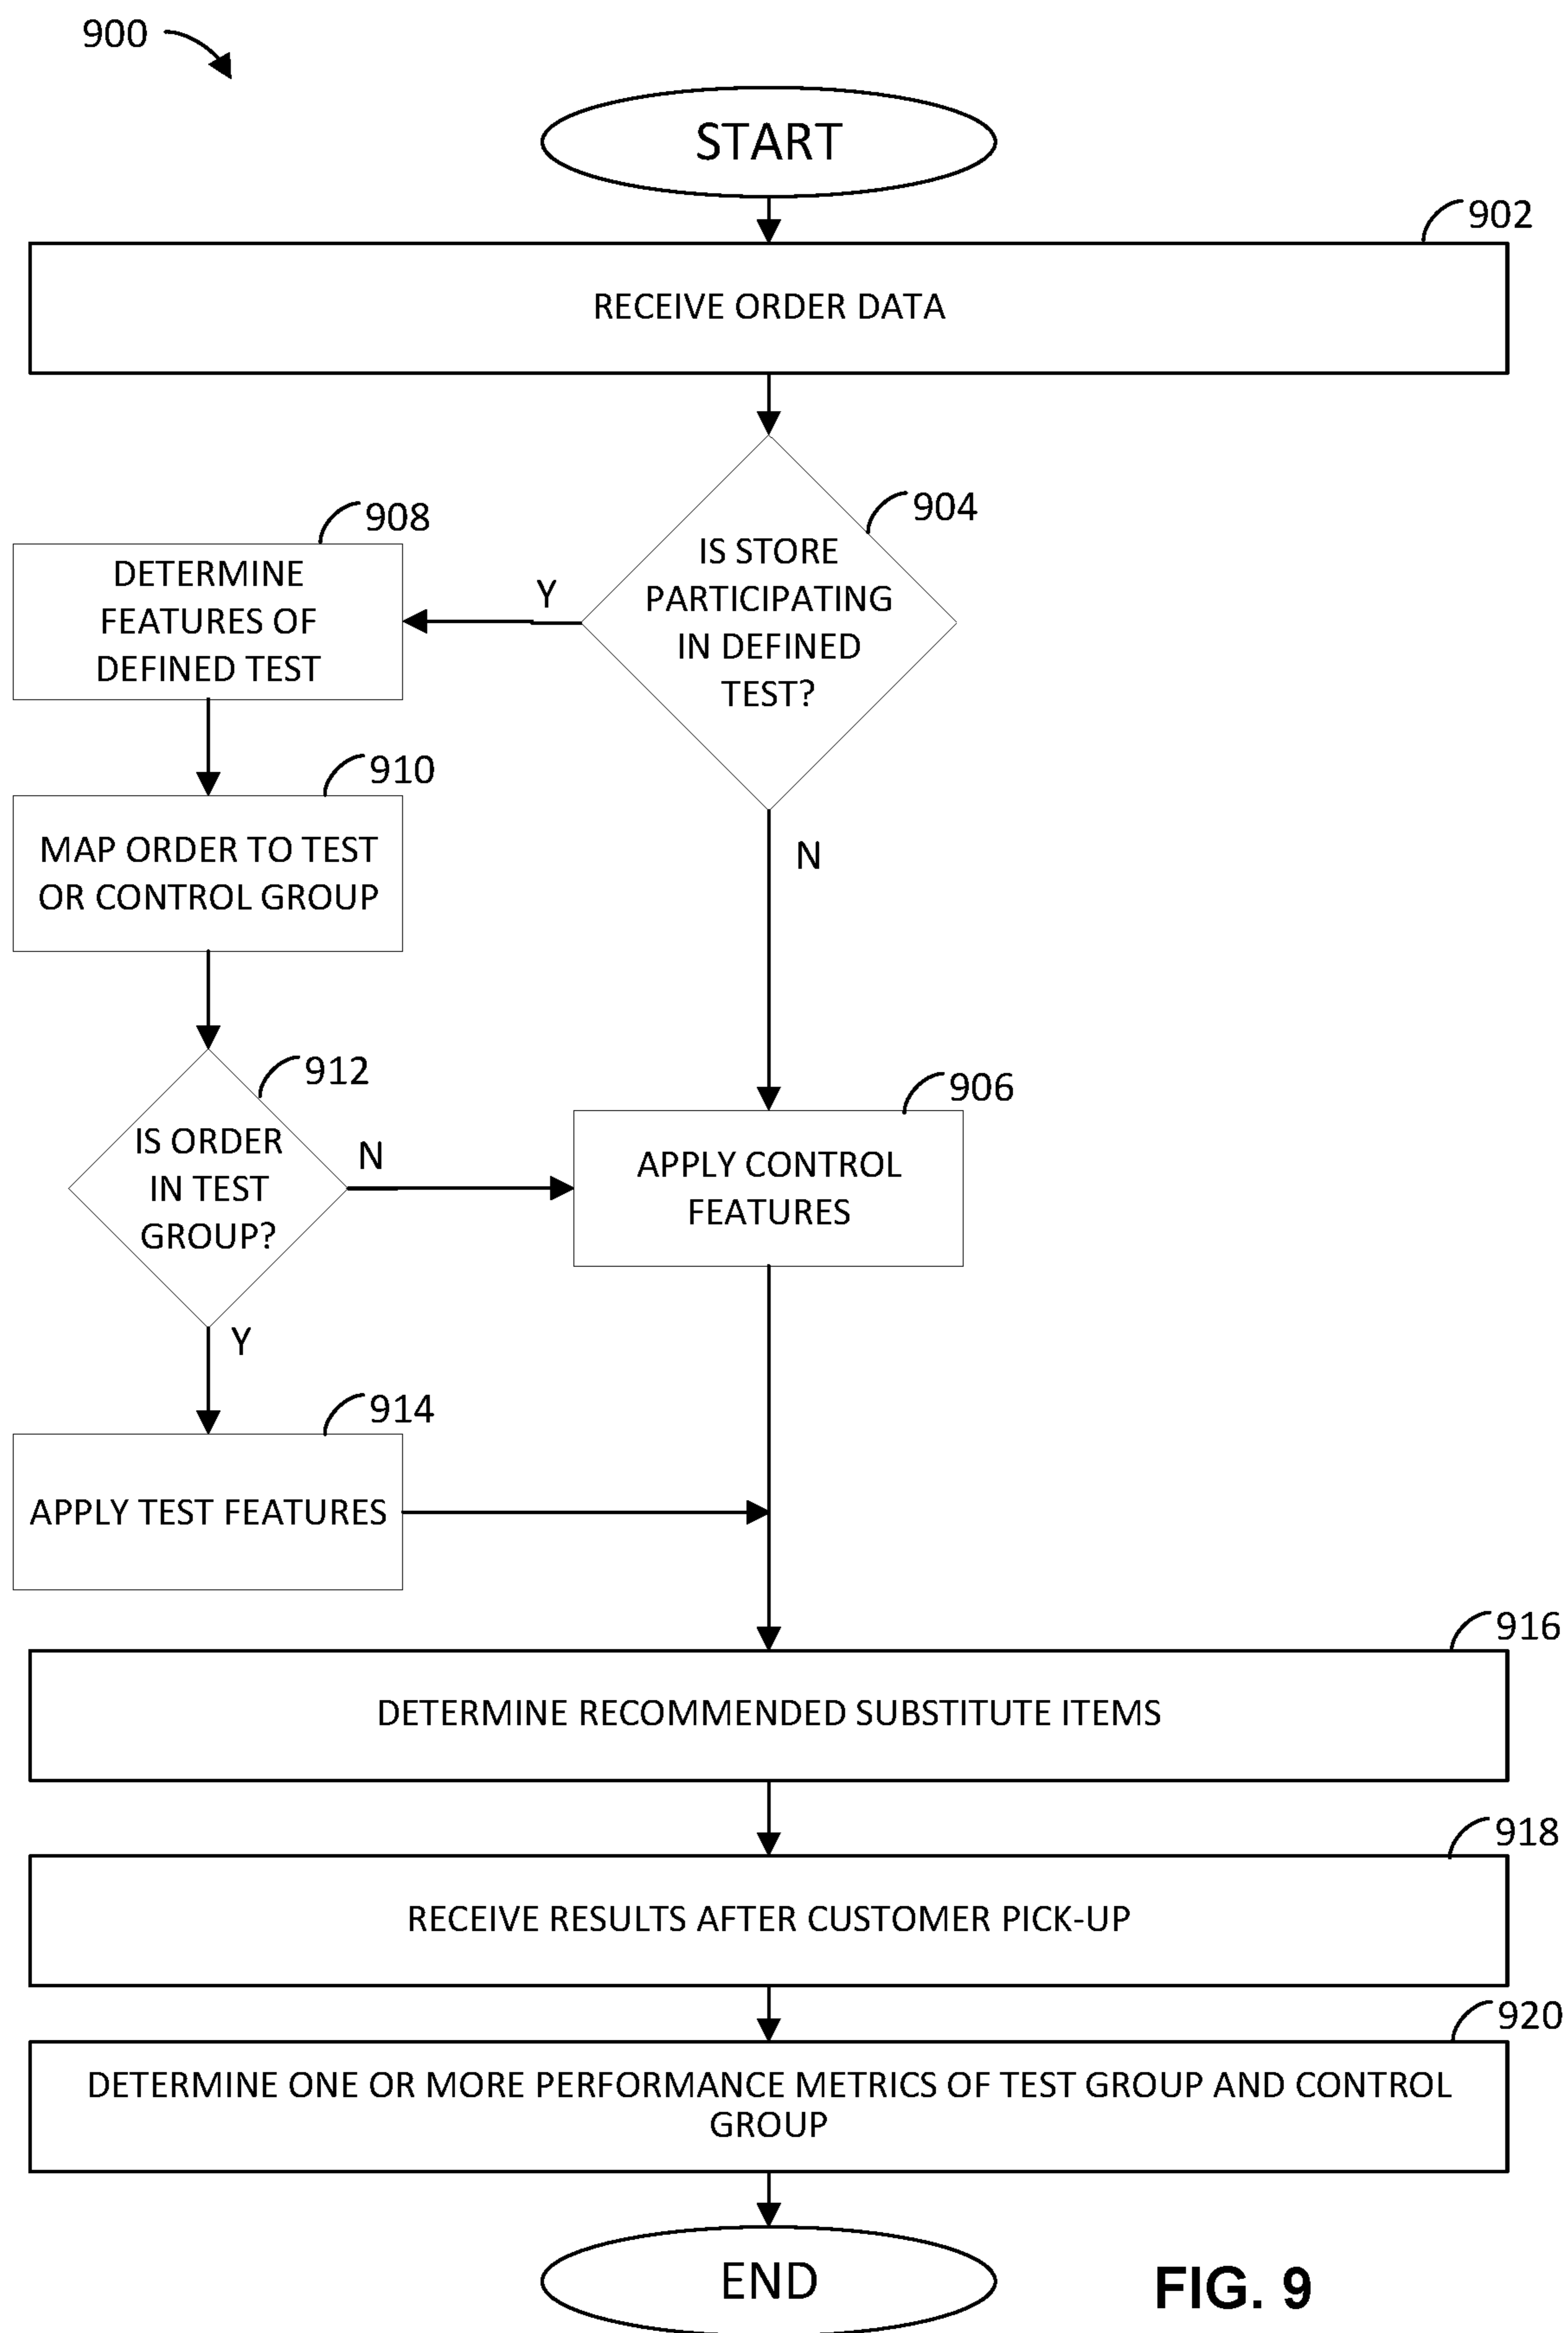 900
START
902
RECEIVE ORDER DATA
904
IS STORE
PARTICIPATING
IN DEFINED
TEST?
Y
N
908
DETERMINE
FEATURES OF
DEFINED TEST
910
MAP ORDER TO TEST
OR CONTROL GROUP
912
IS ORDER
IN TEST
GROUP?
N
Y
906
APPLY CONTROL
FEATURES
914
APPLY TEST FEATURES
916
DETERMINE RECOMMENDED SUBSTITUTE ITEMS
918
RECEIVE RESULTS AFTER CUSTOMER PICK-UP
920
DETERMINE ONE OR MORE PERFORMANCE METRICS OF TEST GROUP AND CONTROL
GROUP
END
FIG. 9